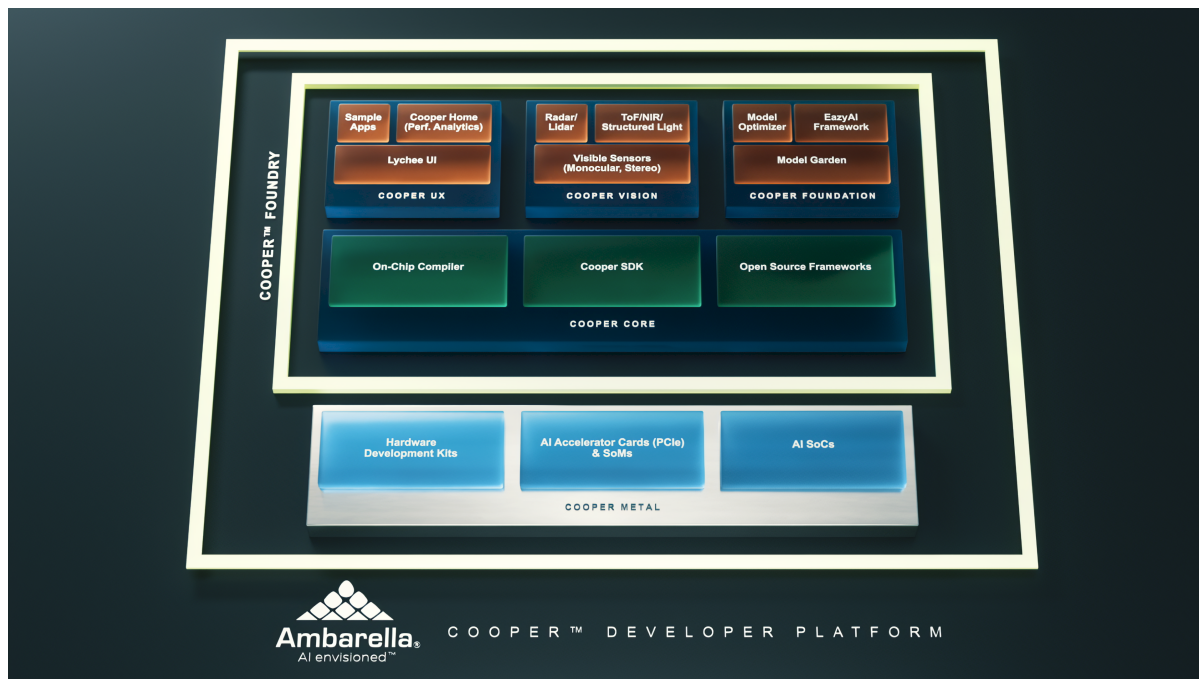 Sample
Apps
Cooper Home
(Perf. Analytics)
Lychee UI
COOPER UX
Radar/
Lidar
ToF/NIR/
Structured Light
Visible Sensors
(Monocular, Stereo)
COOPER VISION
Model
Optimizer
EazyAI
Framework
Model Garden
COOPER FOUNDATION
COOPER™ FOUNDRY
On-Chip Compiler
Cooper SDK
Open Source Frameworks
COOPER CORE
Hardware
Development Kits
AI Accelerator Cards (PCIe)
& SoMs
AI SoCs
COOPER METAL
Ambarella®
AI envisioned™
COOPER™ DEVELOPER PLATFORM